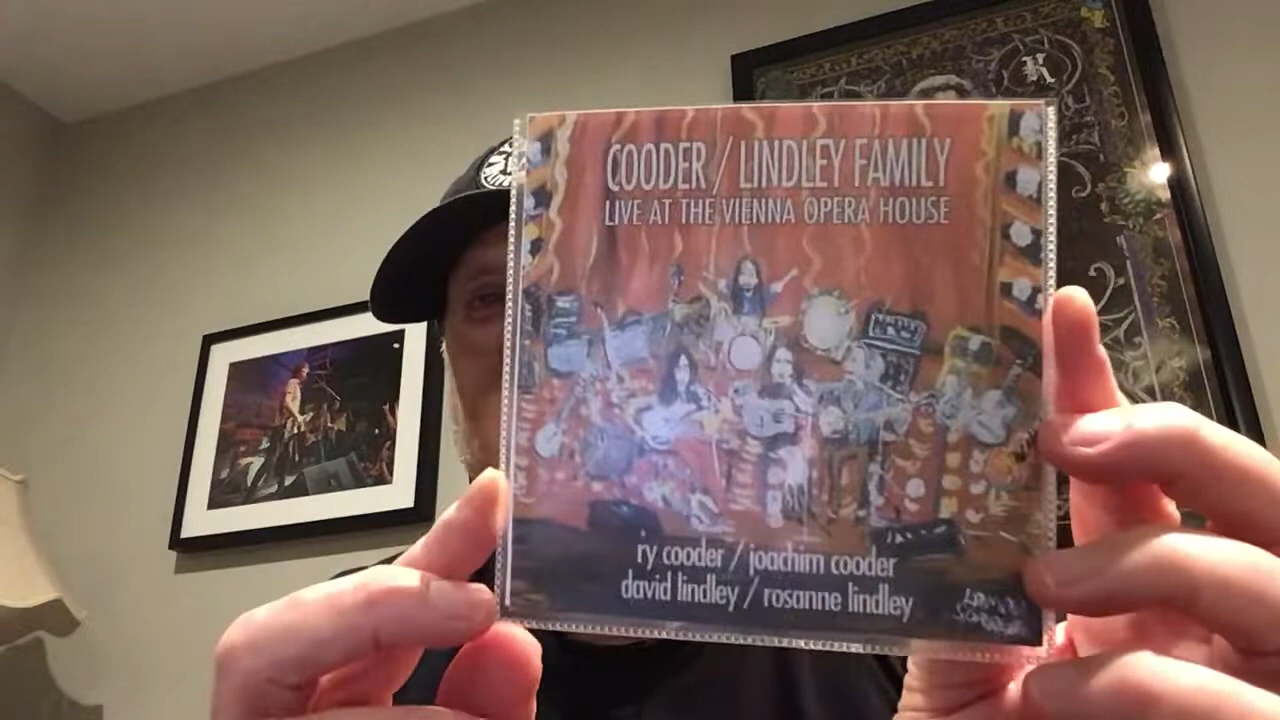 COODER / LINDLEY FAMILY
LIVE AT THE VIENNA OPERA HOUSE
ry cooder / joachim cooder
david lindley / rosanne lindley
K